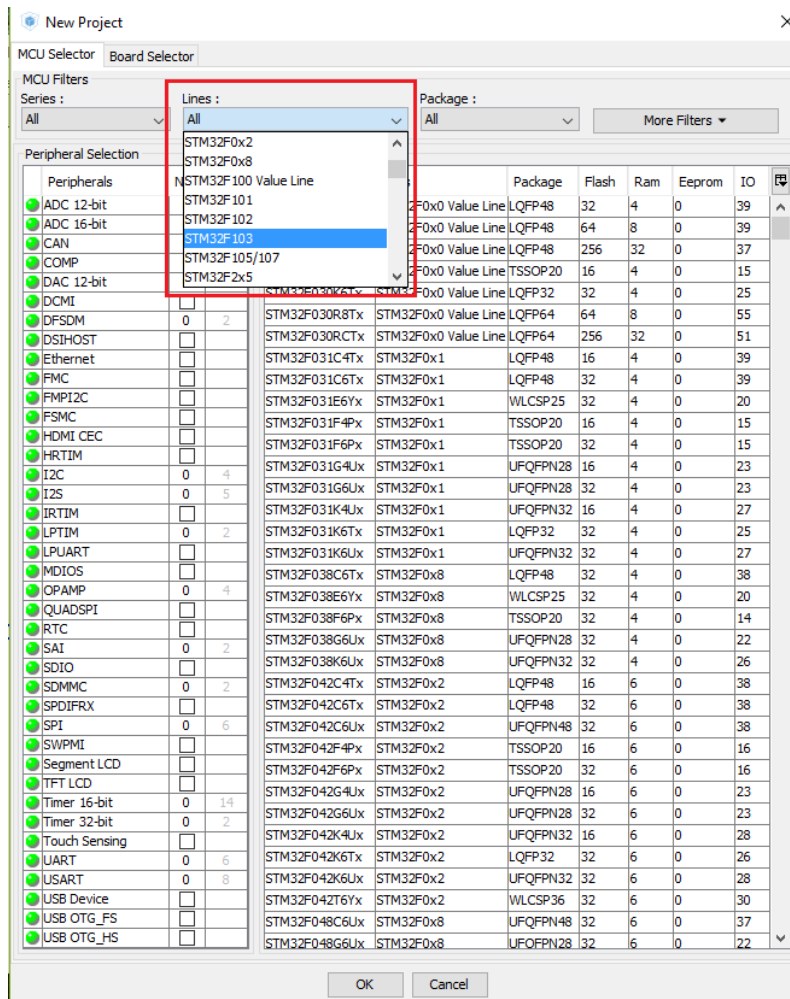 New Project
MCU Selector Board Selector
MCU Filters
Series : Lines : Package :
All All All More Filters
STM32F0x2
STM32F0x8
STM32F100 Value Line
STM32F101
STM32F102
STM32F103
STM32F105/107
STM32F2x5
Peripheral Selection
Peripherals
ADC 12-bit
ADC 16-bit
CAN
COMP
DAC 12-bit
DCMI
DFSDM 0 2
DSIHOST
Ethernet
FMC
FMPI2C
FSMC
HDMI CEC
HRTIM
I2C 0 4
I2S 0 5
IRTIM
LPTIM 0 2
LPUART
MDIOS
OPAMP 0 4
QUADSPI
RTC
SAI 0 2
SDIO
SDMMC 0 2
SPDIFRX
SPI 0 6
SWPMI
Segment LCD
TFT LCD
Timer 16-bit 0 14
Timer 32-bit 0 2
Touch Sensing
UART 0 6
USART 0 8
USB Device
USB OTG_FS
USB OTG_HS
Package Flash Ram Eeprom IO
2F0x0 Value Line LQFP48 32 4 0 39
2F0x0 Value Line LQFP48 64 8 0 39
2F0x0 Value Line LQFP48 256 32 0 37
2F0x0 Value Line TSSOP20 16 4 0 15
STM32F030K6Tx STM32F0x0 Value Line LQFP32 32 4 0 25
STM32F030R8Tx STM32F0x0 Value Line LQFP64 64 8 0 55
STM32F030RCTx STM32F0x0 Value Line LQFP64 256 32 0 51
STM32F031C4Tx STM32F0x1 LQFP48 16 4 0 39
STM32F031C6Tx STM32F0x1 LQFP48 32 4 0 39
STM32F031E6Yx STM32F0x1 WLCSP25 32 4 0 20
STM32F031F4Px STM32F0x1 TSSOP20 16 4 0 15
STM32F031F6Px STM32F0x1 TSSOP20 32 4 0 15
STM32F031G4Ux STM32F0x1 UFQFPN28 16 4 0 23
STM32F031G6Ux STM32F0x1 UFQFPN28 32 4 0 23
STM32F031K4Ux STM32F0x1 UFQFPN32 16 4 0 27
STM32F031K6Tx STM32F0x1 LQFP32 32 4 0 25
STM32F031K6Ux STM32F0x1 UFQFPN32 32 4 0 27
STM32F038C6Tx STM32F0x8 LQFP48 32 4 0 38
STM32F038E6Yx STM32F0x8 WLCSP25 32 4 0 20
STM32F038F6Px STM32F0x8 TSSOP20 32 4 0 14
STM32F038G6Ux STM32F0x8 UFQFPN28 32 4 0 22
STM32F038K6Ux STM32F0x8 UFQFPN32 32 4 0 26
STM32F042C4Tx STM32F0x2 LQFP48 16 6 0 38
STM32F042C6Tx STM32F0x2 LQFP48 32 6 0 38
STM32F042C6Ux STM32F0x2 UFQFPN48 32 6 0 38
STM32F042F4Px STM32F0x2 TSSOP20 16 6 0 16
STM32F042F6Px STM32F0x2 TSSOP20 32 6 0 16
STM32F042G4Ux STM32F0x2 UFQFPN28 16 6 0 23
STM32F042G6Ux STM32F0x2 UFQFPN28 32 6 0 23
STM32F042K4Ux STM32F0x2 UFQFPN32 16 6 0 28
STM32F042K6Tx STM32F0x2 LQFP32 32 6 0 26
STM32F042K6Ux STM32F0x2 UFQFPN32 32 6 0 28
STM32F042T6Yx STM32F0x2 WLCSP36 32 6 0 30
STM32F048C6Ux STM32F0x8 UFQFPN48 32 6 0 37
STM32F048G6Ux STM32F0x8 UFQFPN28 32 6 0 22
OK Cancel